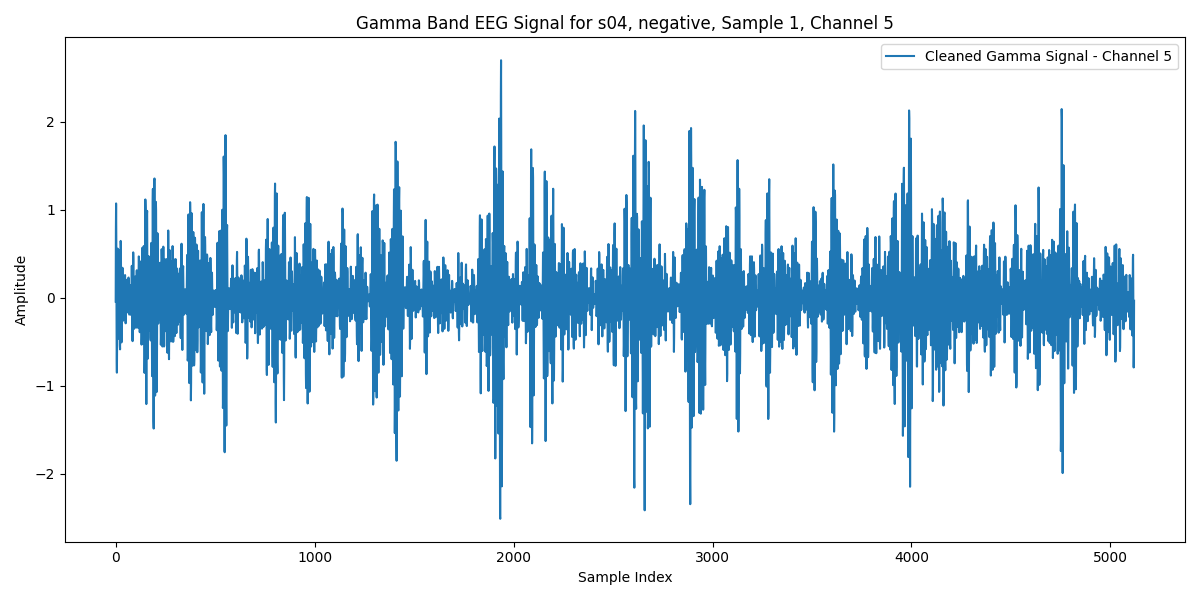 Gamma Band EEG Signal for s04, negative, Sample 1, Channel 5
Cleaned Gamma Signal - Channel 5
Amplitude
2
1
0
−1
−2
0 1000 2000 3000 4000 5000
Sample Index